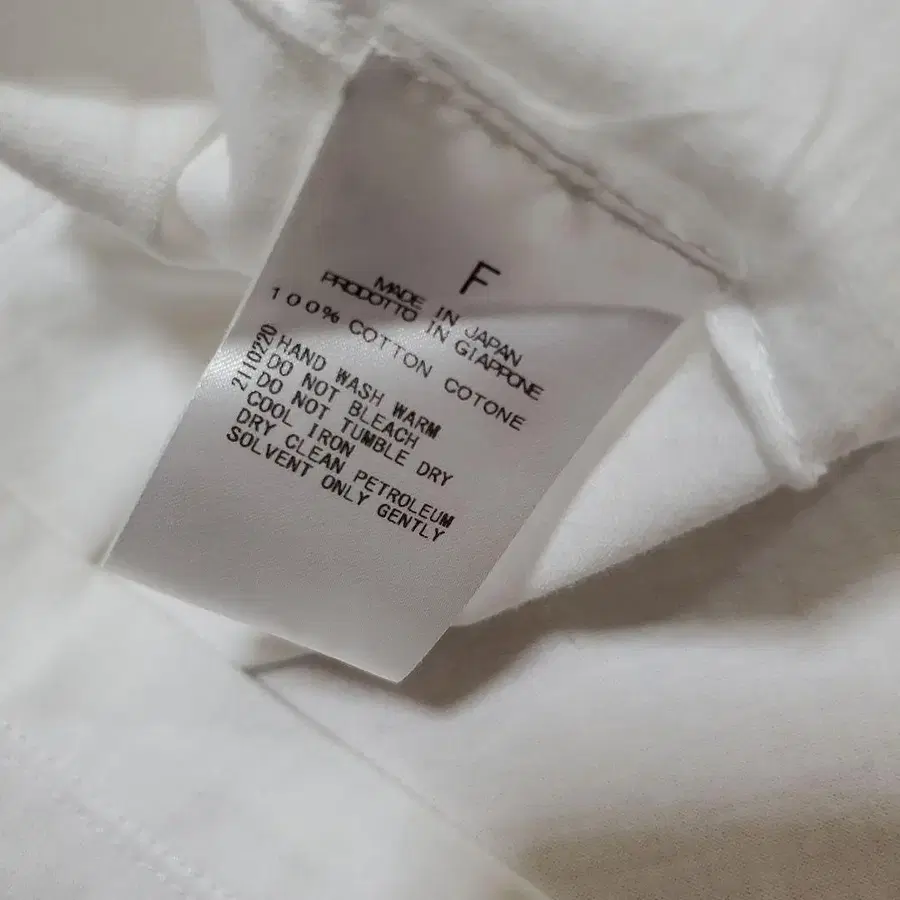 F
MADE IN JAPAN
PRODOTTO IN GIAPPONE
100% COTTON COTONE
HAND WASH WARM
DO NOT BLEACH
DO NOT TUMBLE DRY
COOL IRON
DRY CLEAN PETROLEUM
SOLVENT ONLY GENTLY
2110220